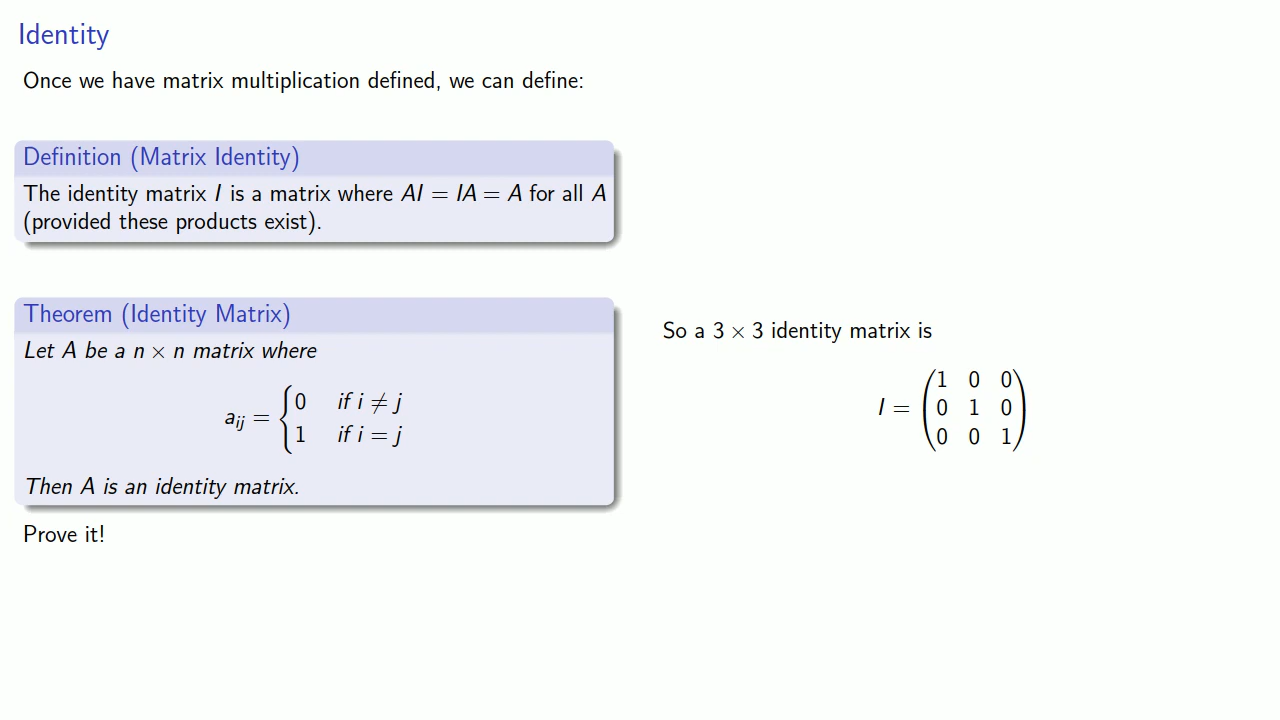 Identity
Once we have matrix multiplication defined, we can define:
Definition (Matrix Identity)
The identity matrix I is a matrix where AI = IA = A for all A
(provided these products exist).
Theorem (Identity Matrix)
Let A be a n × n matrix where
a_{ij} = { 0 if i ≠ j
1 if i = j
Then A is an identity matrix.
Prove it!
So a 3 × 3 identity matrix is
1 0 0
I = 0 1 0
0 0 1